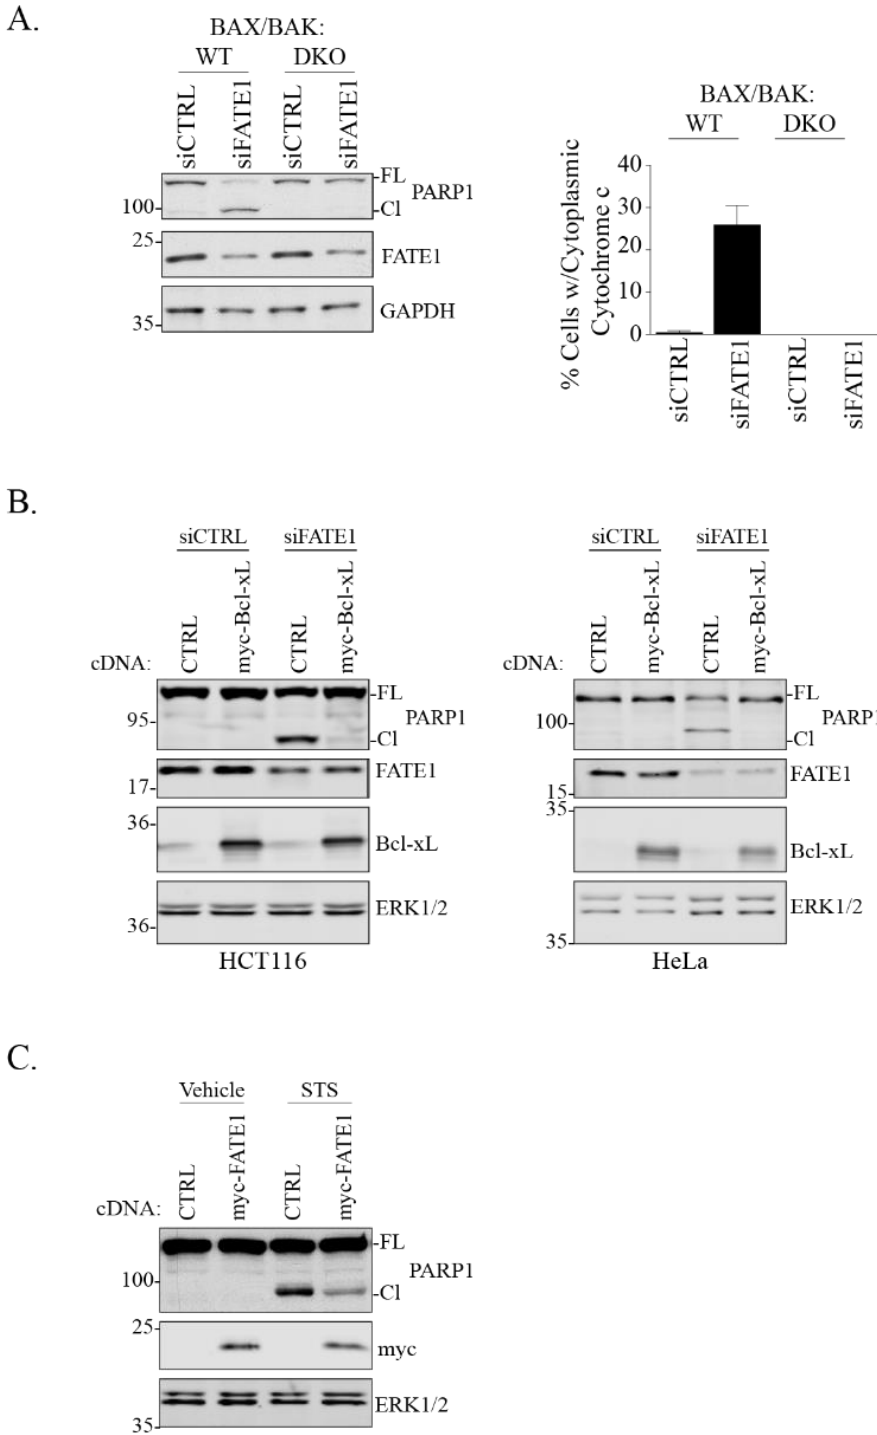 A.
BAX/BAK:
WT DKO
siCTRL siFATE1 siCTRL siFATE1
-FL
PARP1
100-
-Cl
25-
FATE1
GAPDH
35-
BAX/BAK:
WT DKO
% Cells w/Cytoplasmic
Cytochrome c
40
30
20
10
0
siCTRL siFATE1 siCTRL siFATE1
B.
siCTRL siFATE1
cDNA: CTRL myc-Bcl-xL CTRL myc-Bcl-xL
-FL
95-
PARP1
-Cl
FATE1
17-
36-
Bcl-xL
ERK1/2
36-
HCT116
siCTRL siFATE1
cDNA: CTRL myc-Bcl-xL CTRL myc-Bcl-xL
-FL
100-
PARP1
-Cl
FATE1
15-
35-
Bcl-xL
ERK1/2
35-
HeLa
C.
Vehicle STS
cDNA: CTRL myc-FATE1 CTRL myc-FATE1
-FL
PARP1
100-
-Cl
25-
myc
ERK1/2
35-